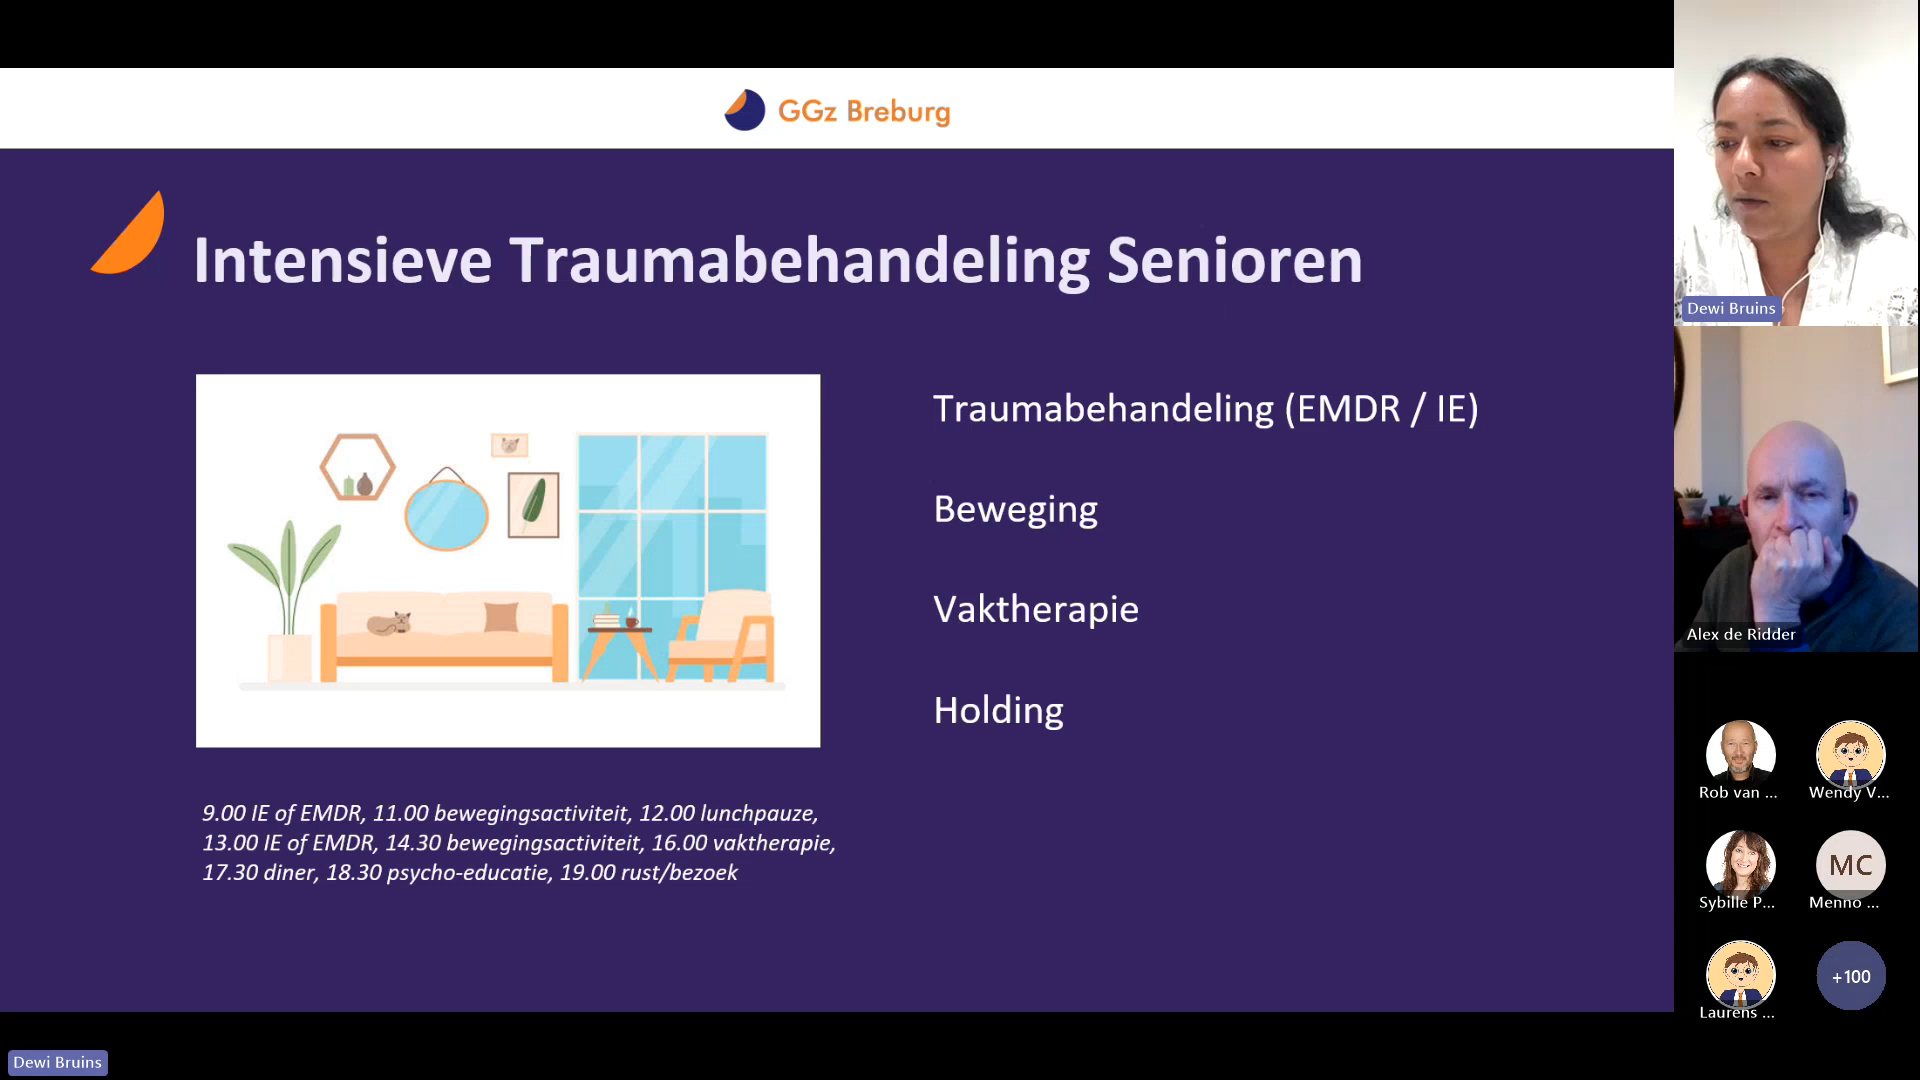 GGz Breburg
Intensieve Traumabehandeling Senioren
Traumabehandeling (EMDR / IE)
Beweging
Vaktherapie
Holding
9.00 IE of EMDR, 11.00 bewegingsactiviteit, 12.00 lunchpauze,
13.00 IE of EMDR, 14.30 bewegingsactiviteit, 16.00 vaktherapie,
17.30 diner, 18.30 psycho-educatie, 19.00 rust/bezoek
Dewi Bruins
Alex de Ridder
Rob van ...
Wendy V...
Sybille P...
MC
Menno ...
Laurens ...
+100
Dewi Bruins